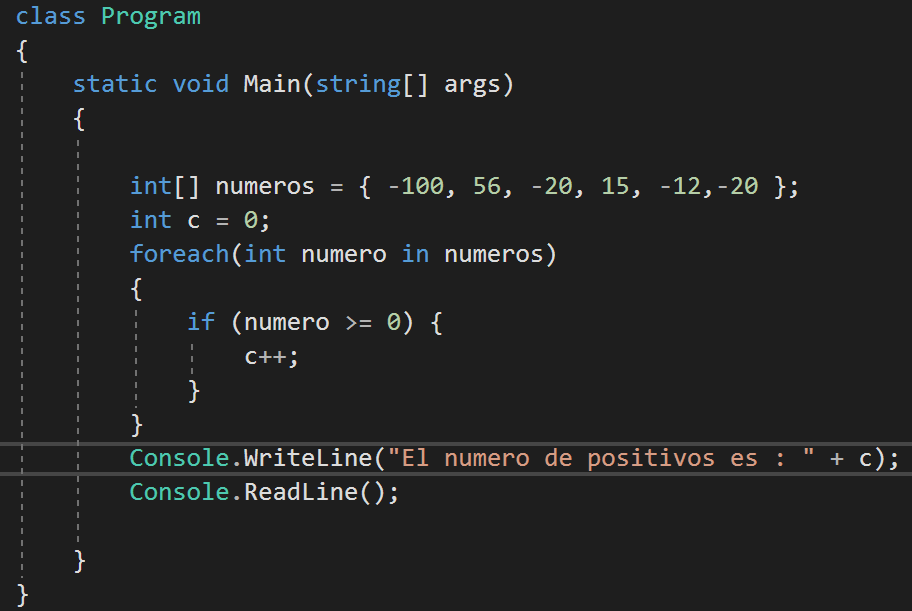 class Program
{
    static void Main(string[] args)
    {
        int[] numeros = { -100, 56, -20, 15, -12,-20 };
        int c = 0;
        foreach(int numero in numeros)
        {
            if (numero >= 0) {
                c++;
            }
        }
        Console.WriteLine("El numero de positivos es : " + c);
        Console.ReadLine();
    }
}